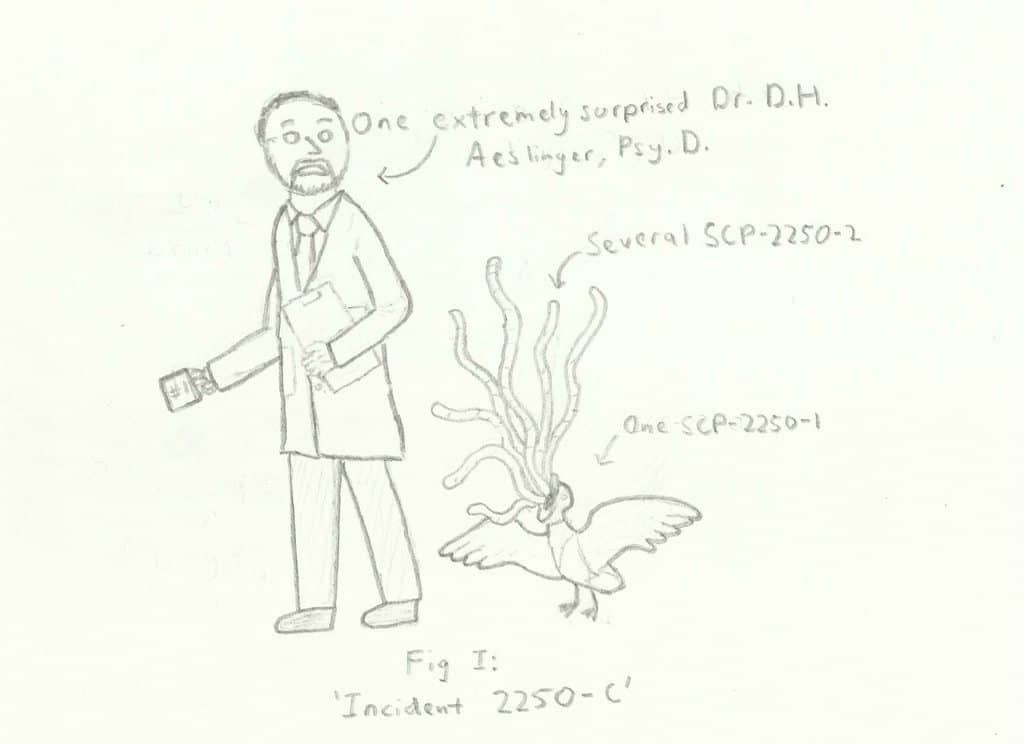 One extremely surprised Dr. D.H.
Aeslinger, Psy.D.
Several SCP-2250-2
One SCP-2250-1
#1
Fig I:
'Incident 2250-C'